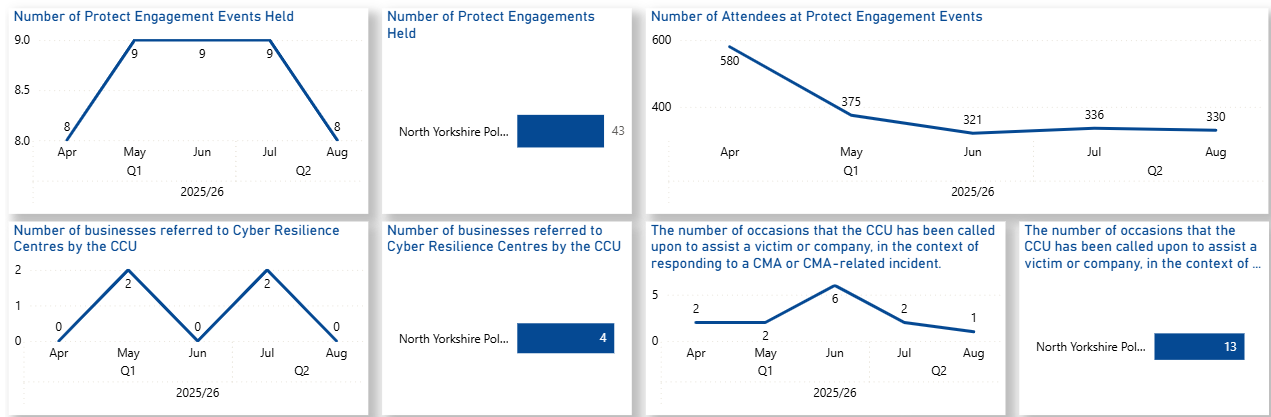 Number of Protect Engagement Events Held
9.0
8.5
8.0
8
9
9
9
8
Apr
May
Jun
Jul
Aug
Q1
Q2
2025/26
Number of Protect Engagements
Held
North Yorkshire Pol...
43
Number of Attendees at Protect Engagement Events
600
400
580
375
321
336
330
Apr
May
Jun
Jul
Aug
Q1
Q2
2025/26
Number of businesses referred to Cyber Resilience
Centres by the CCU
2
1
0
0
2
0
2
0
Apr
May
Jun
Jul
Aug
Q1
Q2
2025/26
Number of businesses referred to
Cyber Resilience Centres by the CCU
North Yorkshire Pol...
4
The number of occasions that the CCU has been called
upon to assist a victim or company, in the context of
responding to a CMA or CMA-related incident.
5
0
2
2
6
2
1
Apr
May
Jun
Jul
Aug
Q1
Q2
2025/26
The number of occasions that the
CCU has been called upon to assist a
victim or company, in the context of ...
North Yorkshire Pol...
13